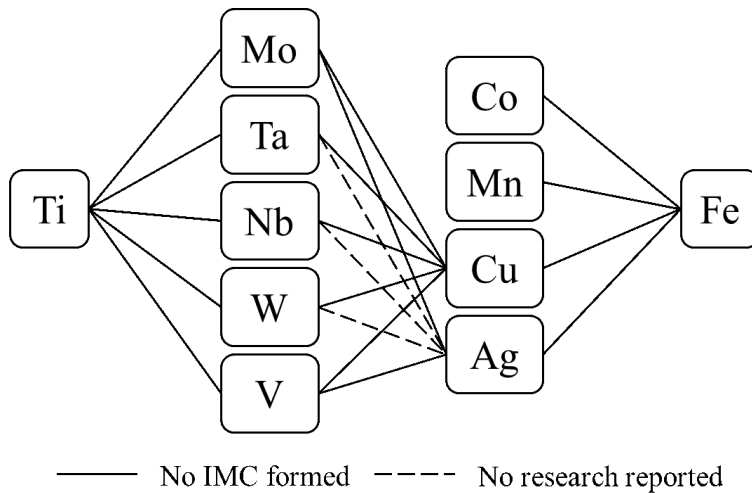 Mo
Co
Ta
Mn
Ti
Fe
Nb
Cu
W
Ag
V
No IMC formed
No research reported